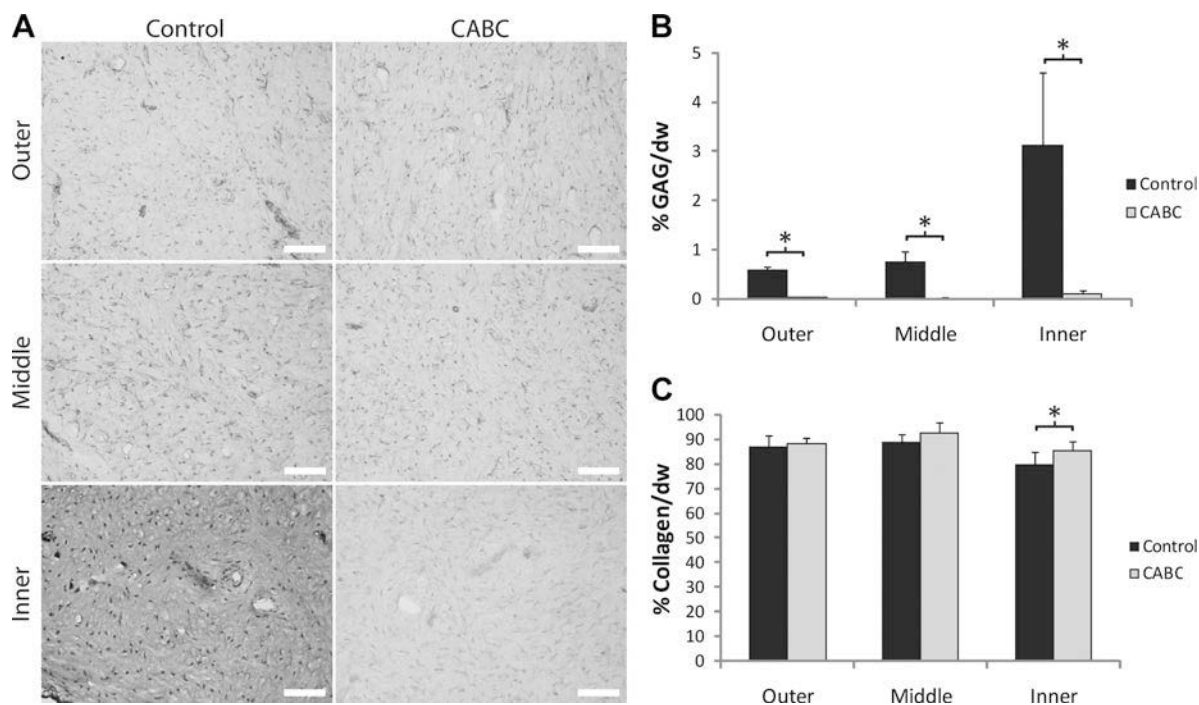 A
Control
CABC
Outer
Middle
Inner
B
% GAG/dw
5
4
3
2
1
0
*
*
*
Outer
Middle
Inner
Control
CABC
C
% Collagen/dw
100
90
80
70
60
50
40
30
20
10
0
*
Outer
Middle
Inner
Control
CABC